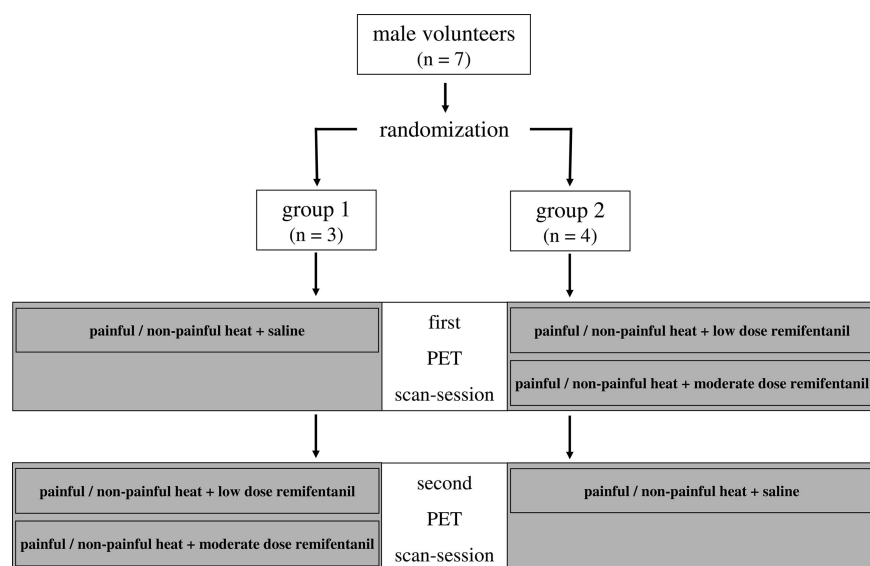 male volunteers
(n = 7)
randomization
group 1
(n = 3)
group 2
(n = 4)
painful / non-painful heat + saline
first
PET
scan-session
painful / non-painful heat + low dose remifentanil
painful / non-painful heat + moderate dose remifentanil
painful / non-painful heat + low dose remifentanil
painful / non-painful heat + moderate dose remifentanil
second
PET
scan-session
painful / non-painful heat + saline